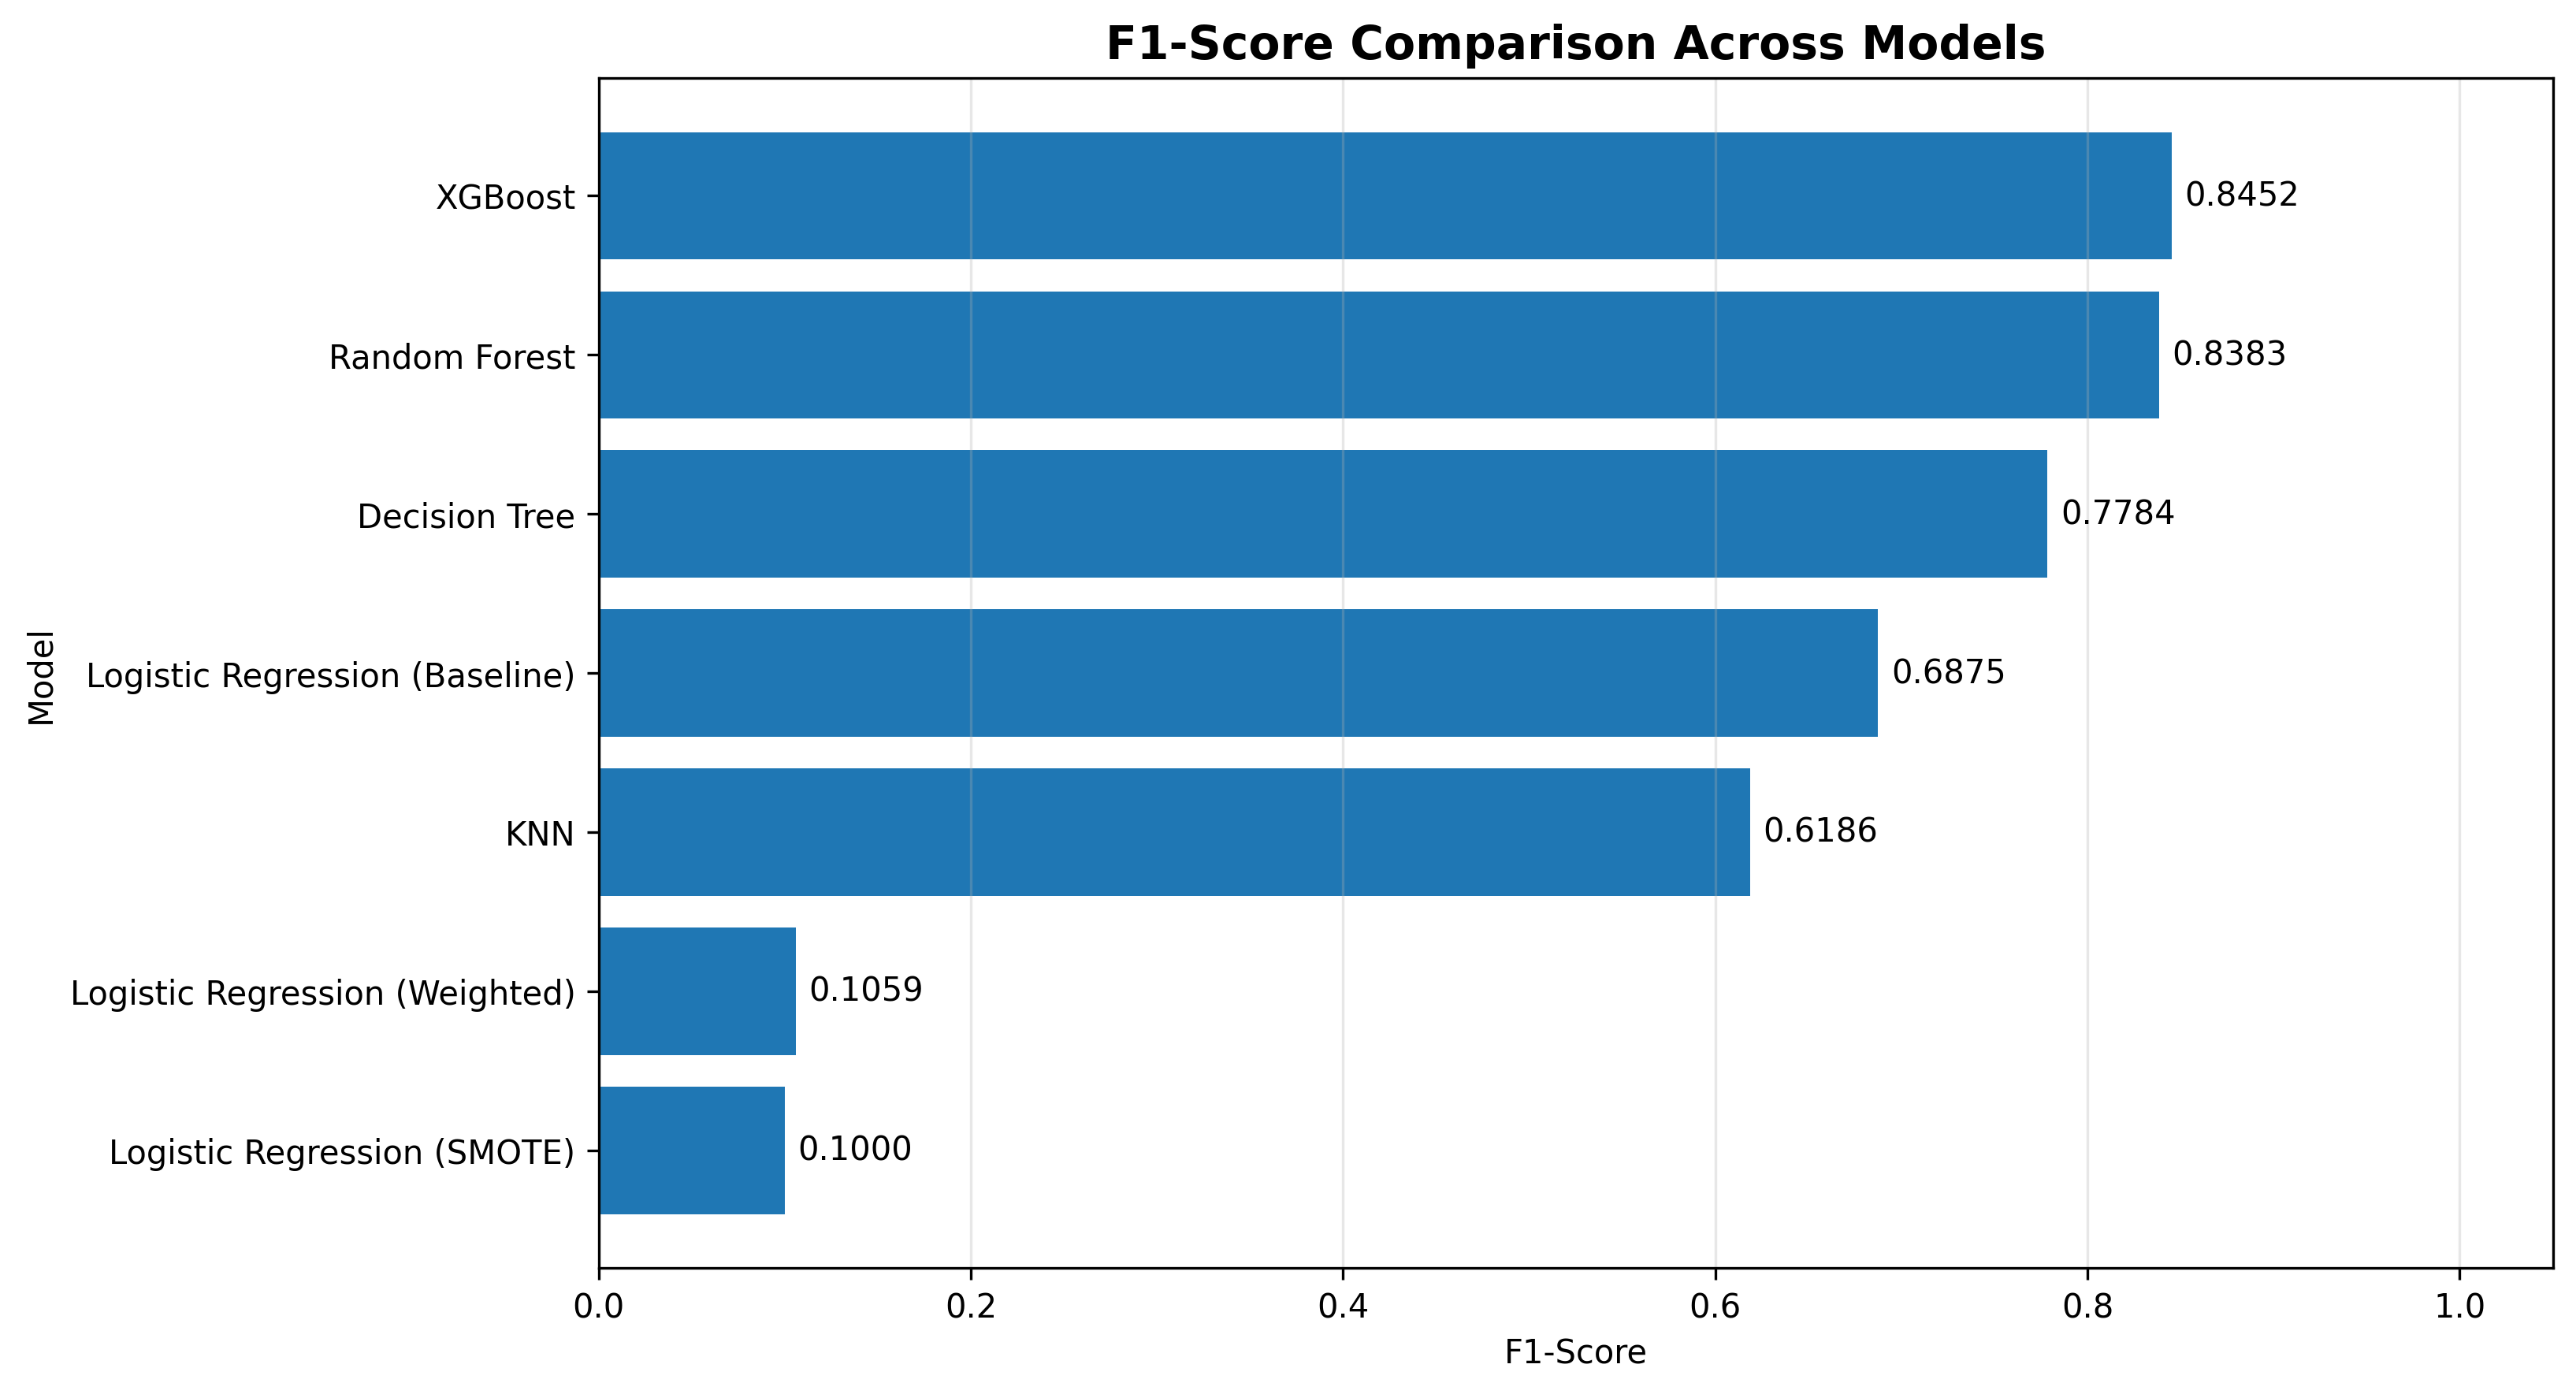 F1-Score Comparison Across Models
Model
XGBoost
0.8452
Random Forest
0.8383
Decision Tree
0.7784
Logistic Regression (Baseline)
0.6875
KNN
0.6186
Logistic Regression (Weighted)
0.1059
Logistic Regression (SMOTE)
0.1000
0.0 0.2 0.4 0.6 0.8 1.0
F1-Score